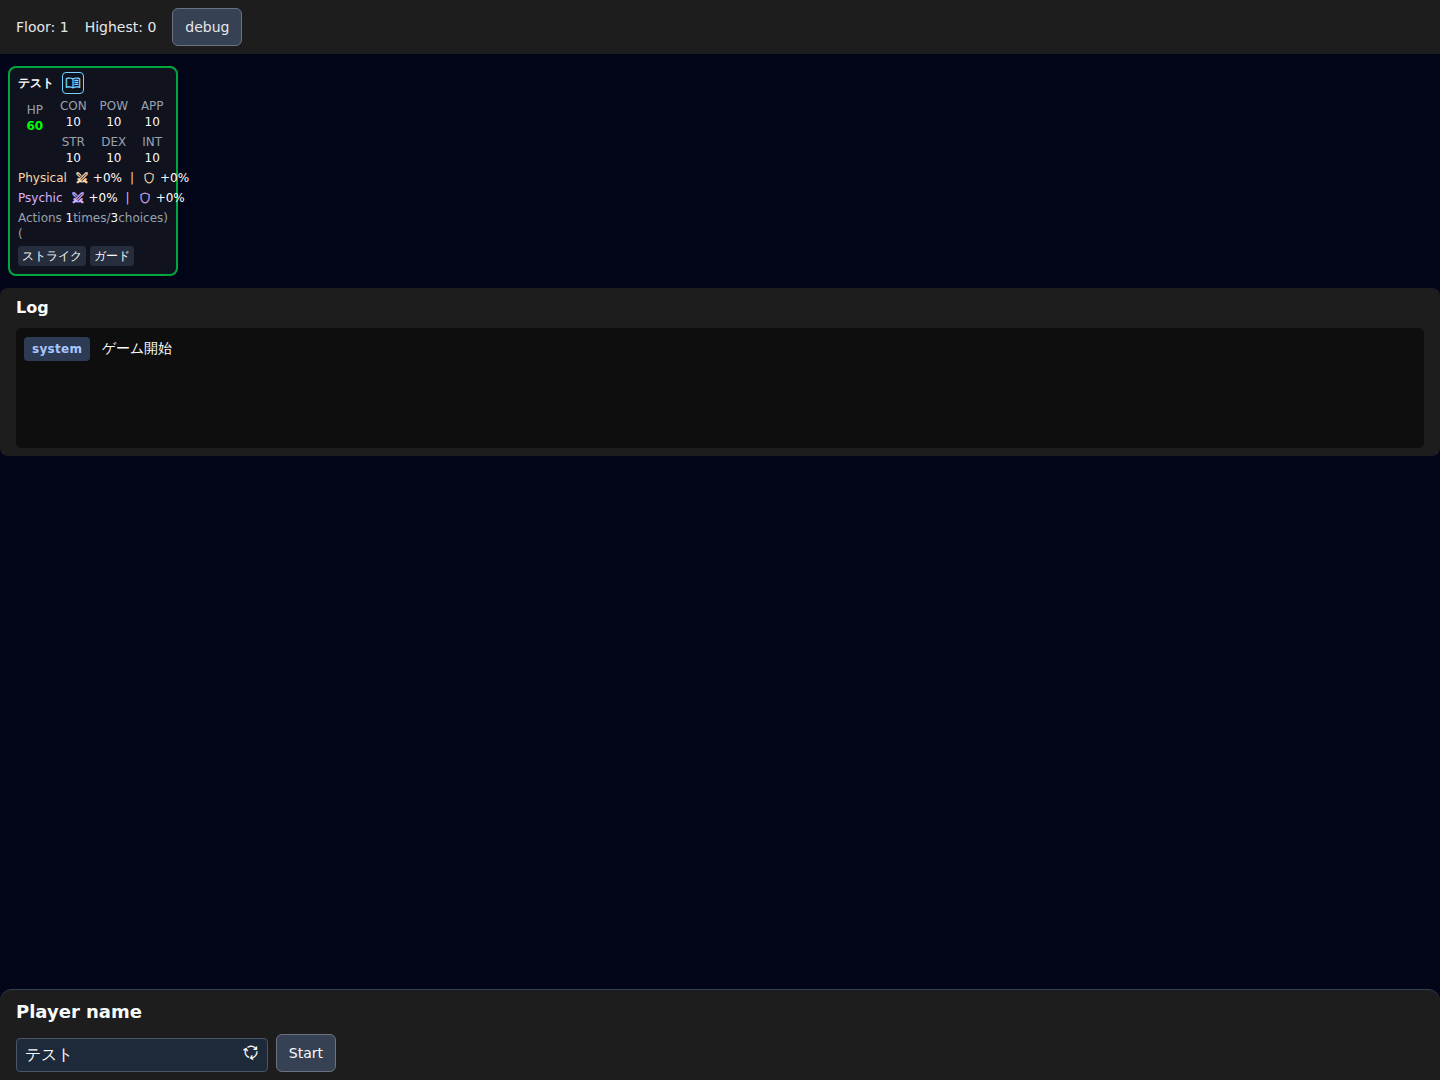 Floor: 1 Highest: 0 debug
テスト
HP CON POW APP
60 10 10 10
STR DEX INT
10 10 10
Physical +0% | +0%
Psychic +0% | +0%
Actions 1times/3choices)
(
ストライク ガード
Log
system ゲーム開始
Player name
テスト Start